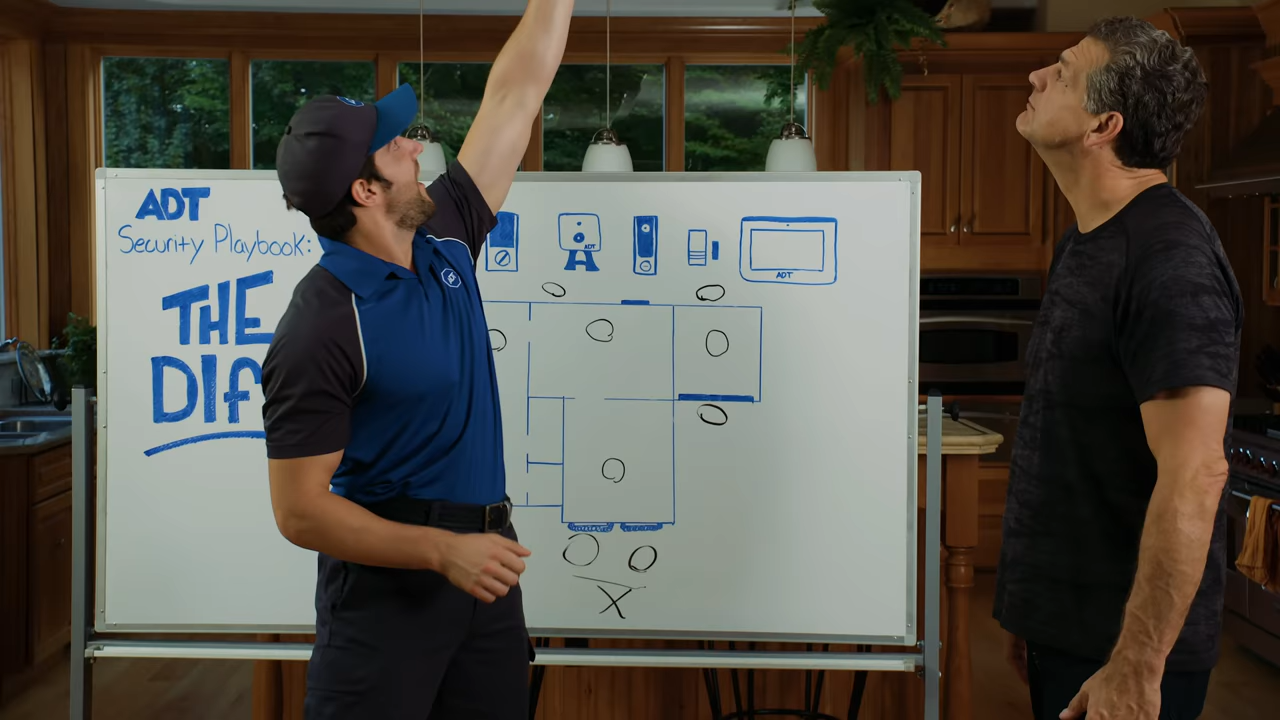 ADT
Security Playbook:
THE
DIF
ADT
ADT
X